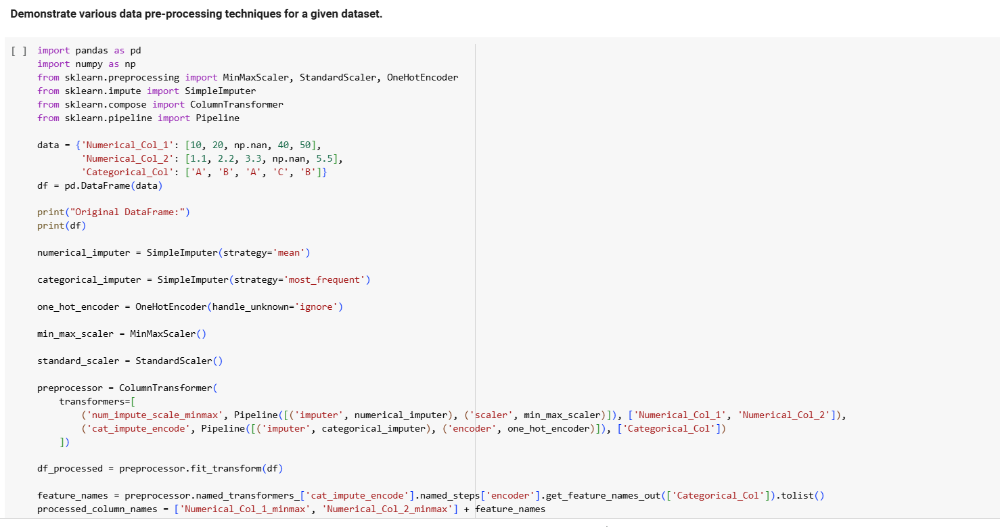 Demonstrate various data pre-processing techniques for a given dataset.
[ ] import pandas as pd
import numpy as np
from sklearn.preprocessing import MinMaxScaler, StandardScaler, OneHotEncoder
from sklearn.impute import SimpleImputer
from sklearn.compose import ColumnTransformer
from sklearn.pipeline import Pipeline
data = {'Numerical_Col_1': [10, 20, np.nan, 40, 50],
'Numerical_Col_2': [1.1, 2.2, 3.3, np.nan, 5.5],
'Categorical_Col': ['A', 'B', 'A', 'C', 'B']}
df = pd.DataFrame(data)
print("Original DataFrame:")
print(df)
numerical_imputer = SimpleImputer(strategy='mean')
categorical_imputer = SimpleImputer(strategy='most_frequent')
one_hot_encoder = OneHotEncoder(handle_unknown='ignore')
min_max_scaler = MinMaxScaler()
standard_scaler = StandardScaler()
preprocessor = ColumnTransformer(
transformers=[
('num_impute_scale_minmax', Pipeline([('imputer', numerical_imputer), ('scaler', min_max_scaler)]), ['Numerical_Col_1', 'Numerical_Col_2']),
('cat_impute_encode', Pipeline([('imputer', categorical_imputer), ('encoder', one_hot_encoder)]), ['Categorical_Col'])
])
df_processed = preprocessor.fit_transform(df)
feature_names = preprocessor.named_transformers_['cat_impute_encode'].named_steps['encoder'].get_feature_names_out(['Categorical_Col']).tolist()
processed_column_names = ['Numerical_Col_1_minmax', 'Numerical_Col_2_minmax'] + feature_names